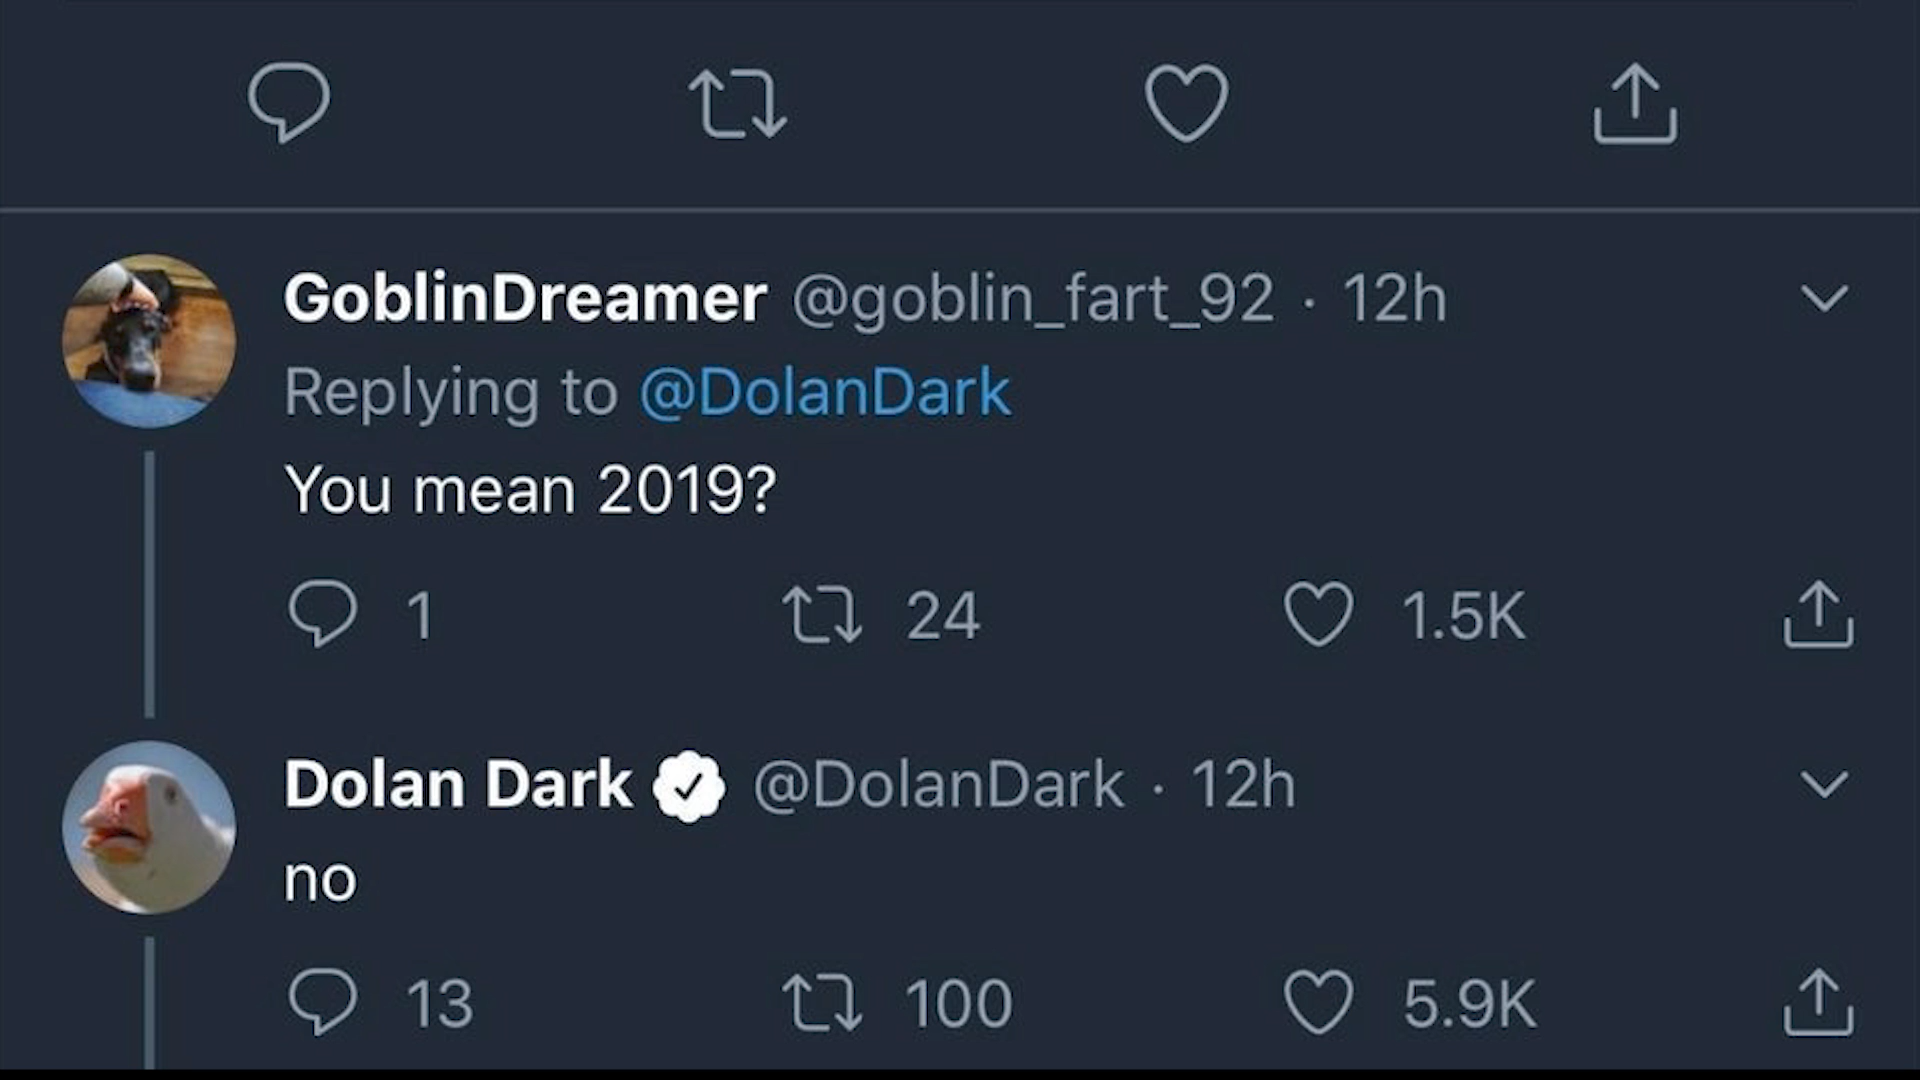 GoblinDreamer @goblin_fart_92 · 12h
Replying to @DolanDark
You mean 2019?
1 24 1.5K
Dolan Dark @DolanDark · 12h
no
13 100 5.9K